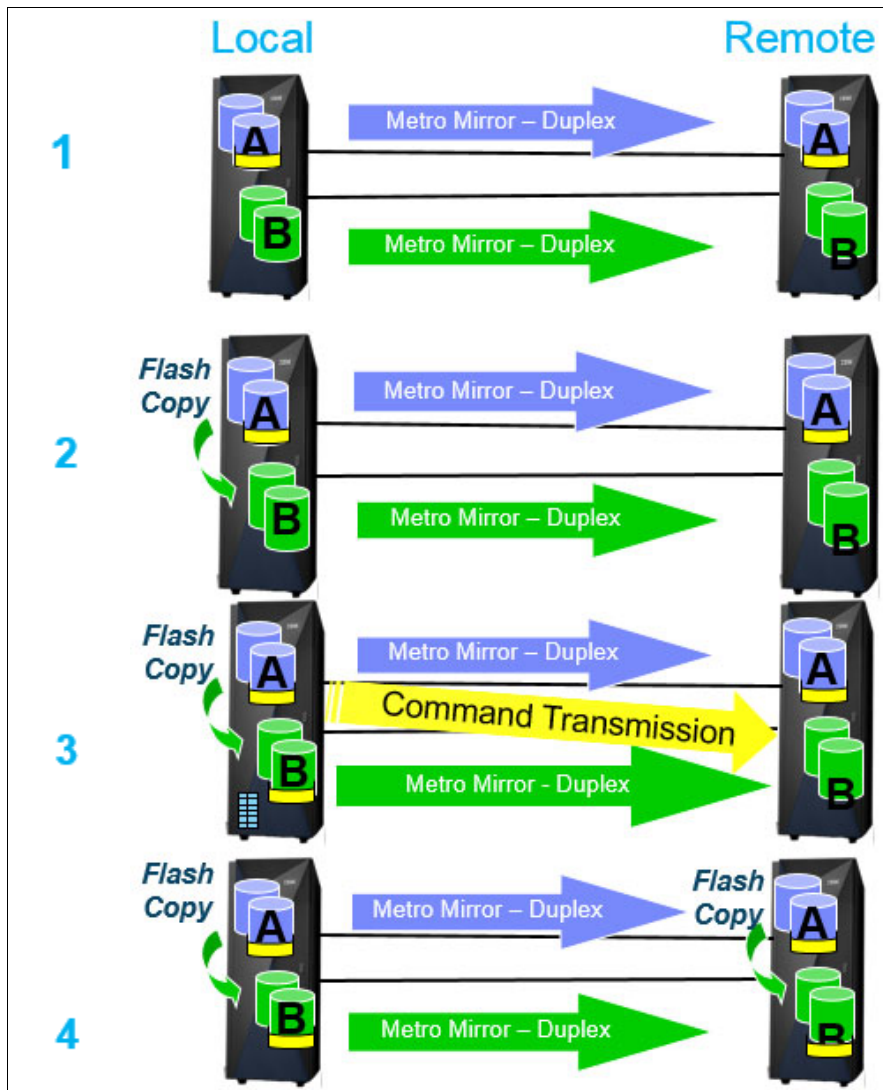 Local Remote
1
A
Metro Mirror – Duplex
A
B
Metro Mirror – Duplex
B
2
Flash
Copy
A
Metro Mirror – Duplex
A
B
Metro Mirror – Duplex
B
3
Flash
Copy
A
Metro Mirror – Duplex
A
Command Transmission
B
Metro Mirror - Duplex
B
4
Flash
Copy
A
Metro Mirror – Duplex
Flash
Copy
A
B
Metro Mirror – Duplex
B